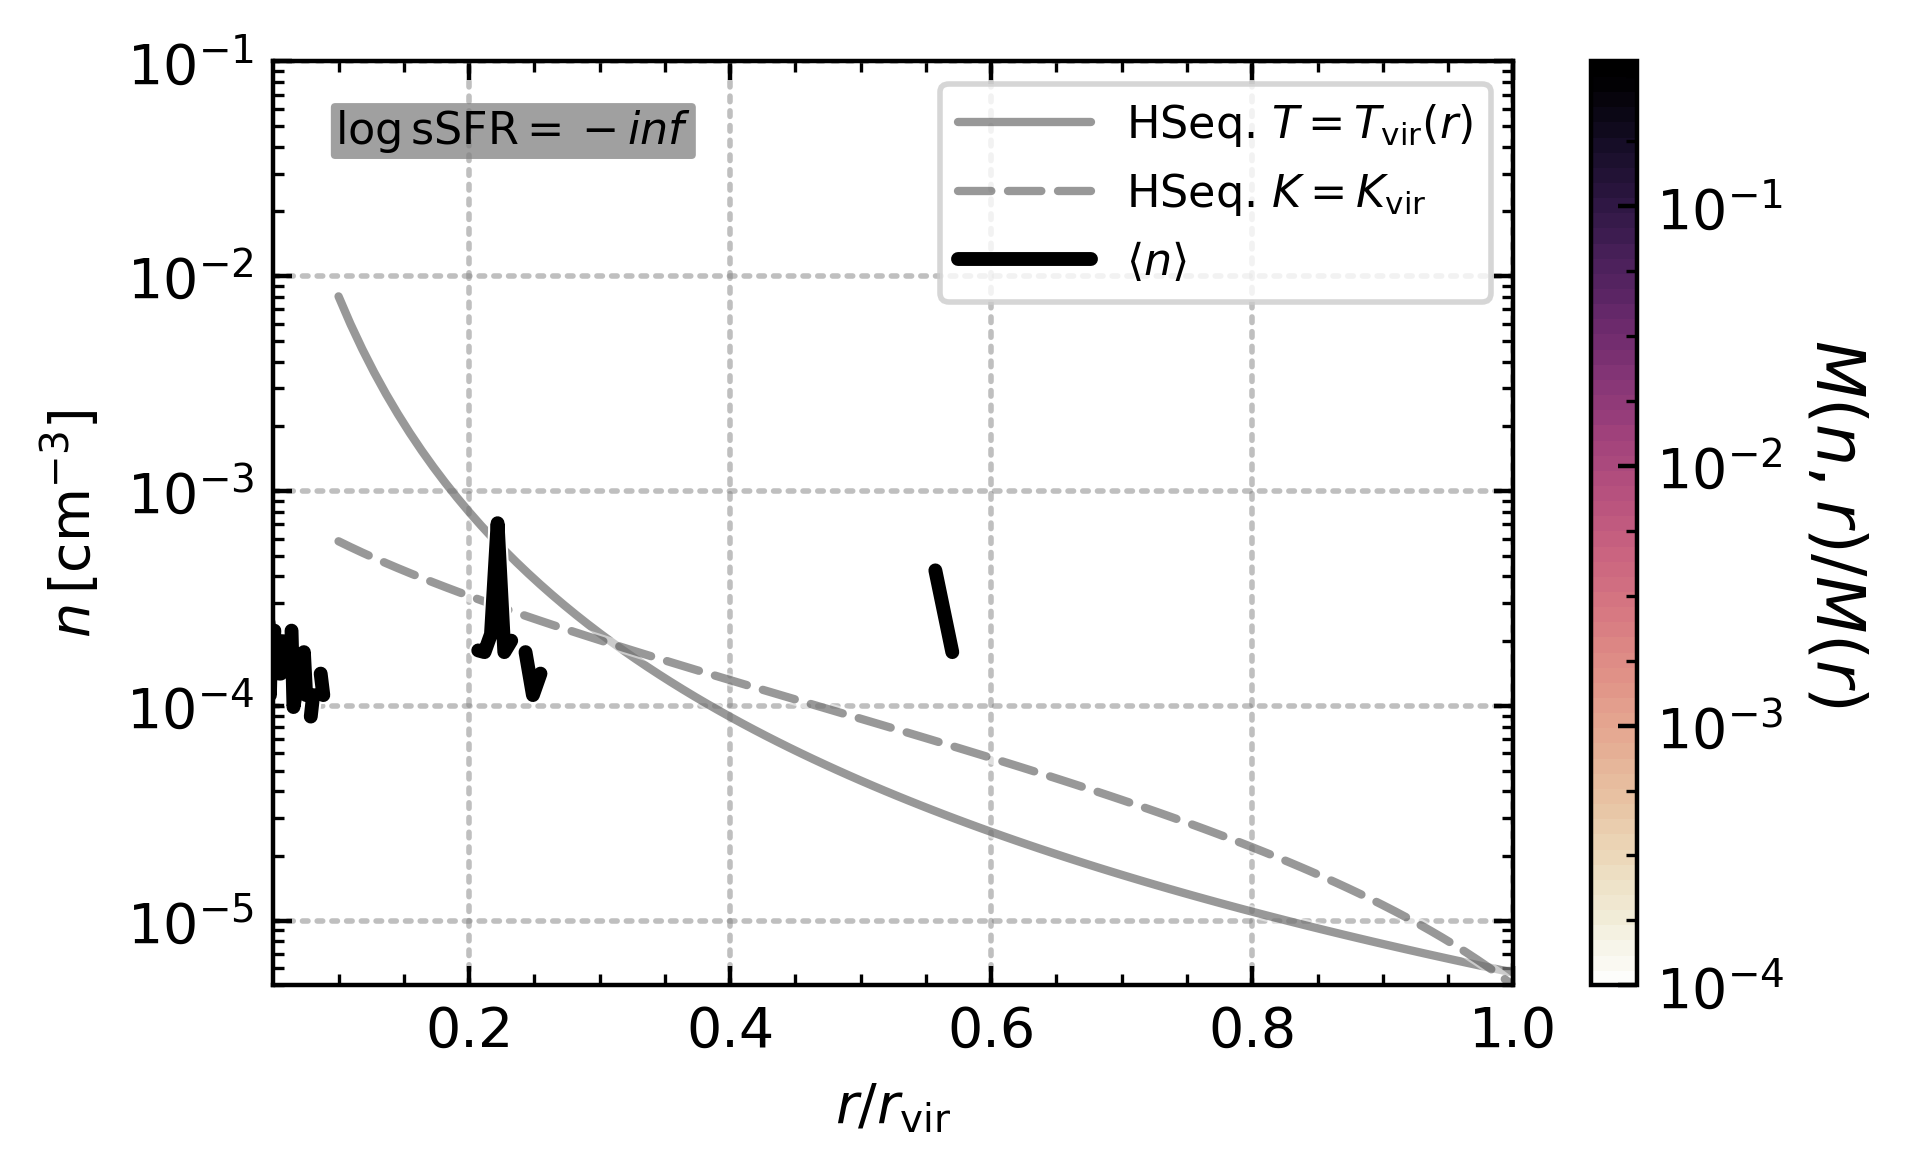 10⁻¹
10⁻²
10⁻³
10⁻⁴
10⁻⁵
n [cm⁻³]
log sSFR = −inf
HSeq. T = T_vir(r)
HSeq. K = K_vir
⟨n⟩
0.2 0.4 0.6 0.8 1.0
r/r_vir
10⁻¹
10⁻²
10⁻³
10⁻⁴
M(n, r)/M(r)